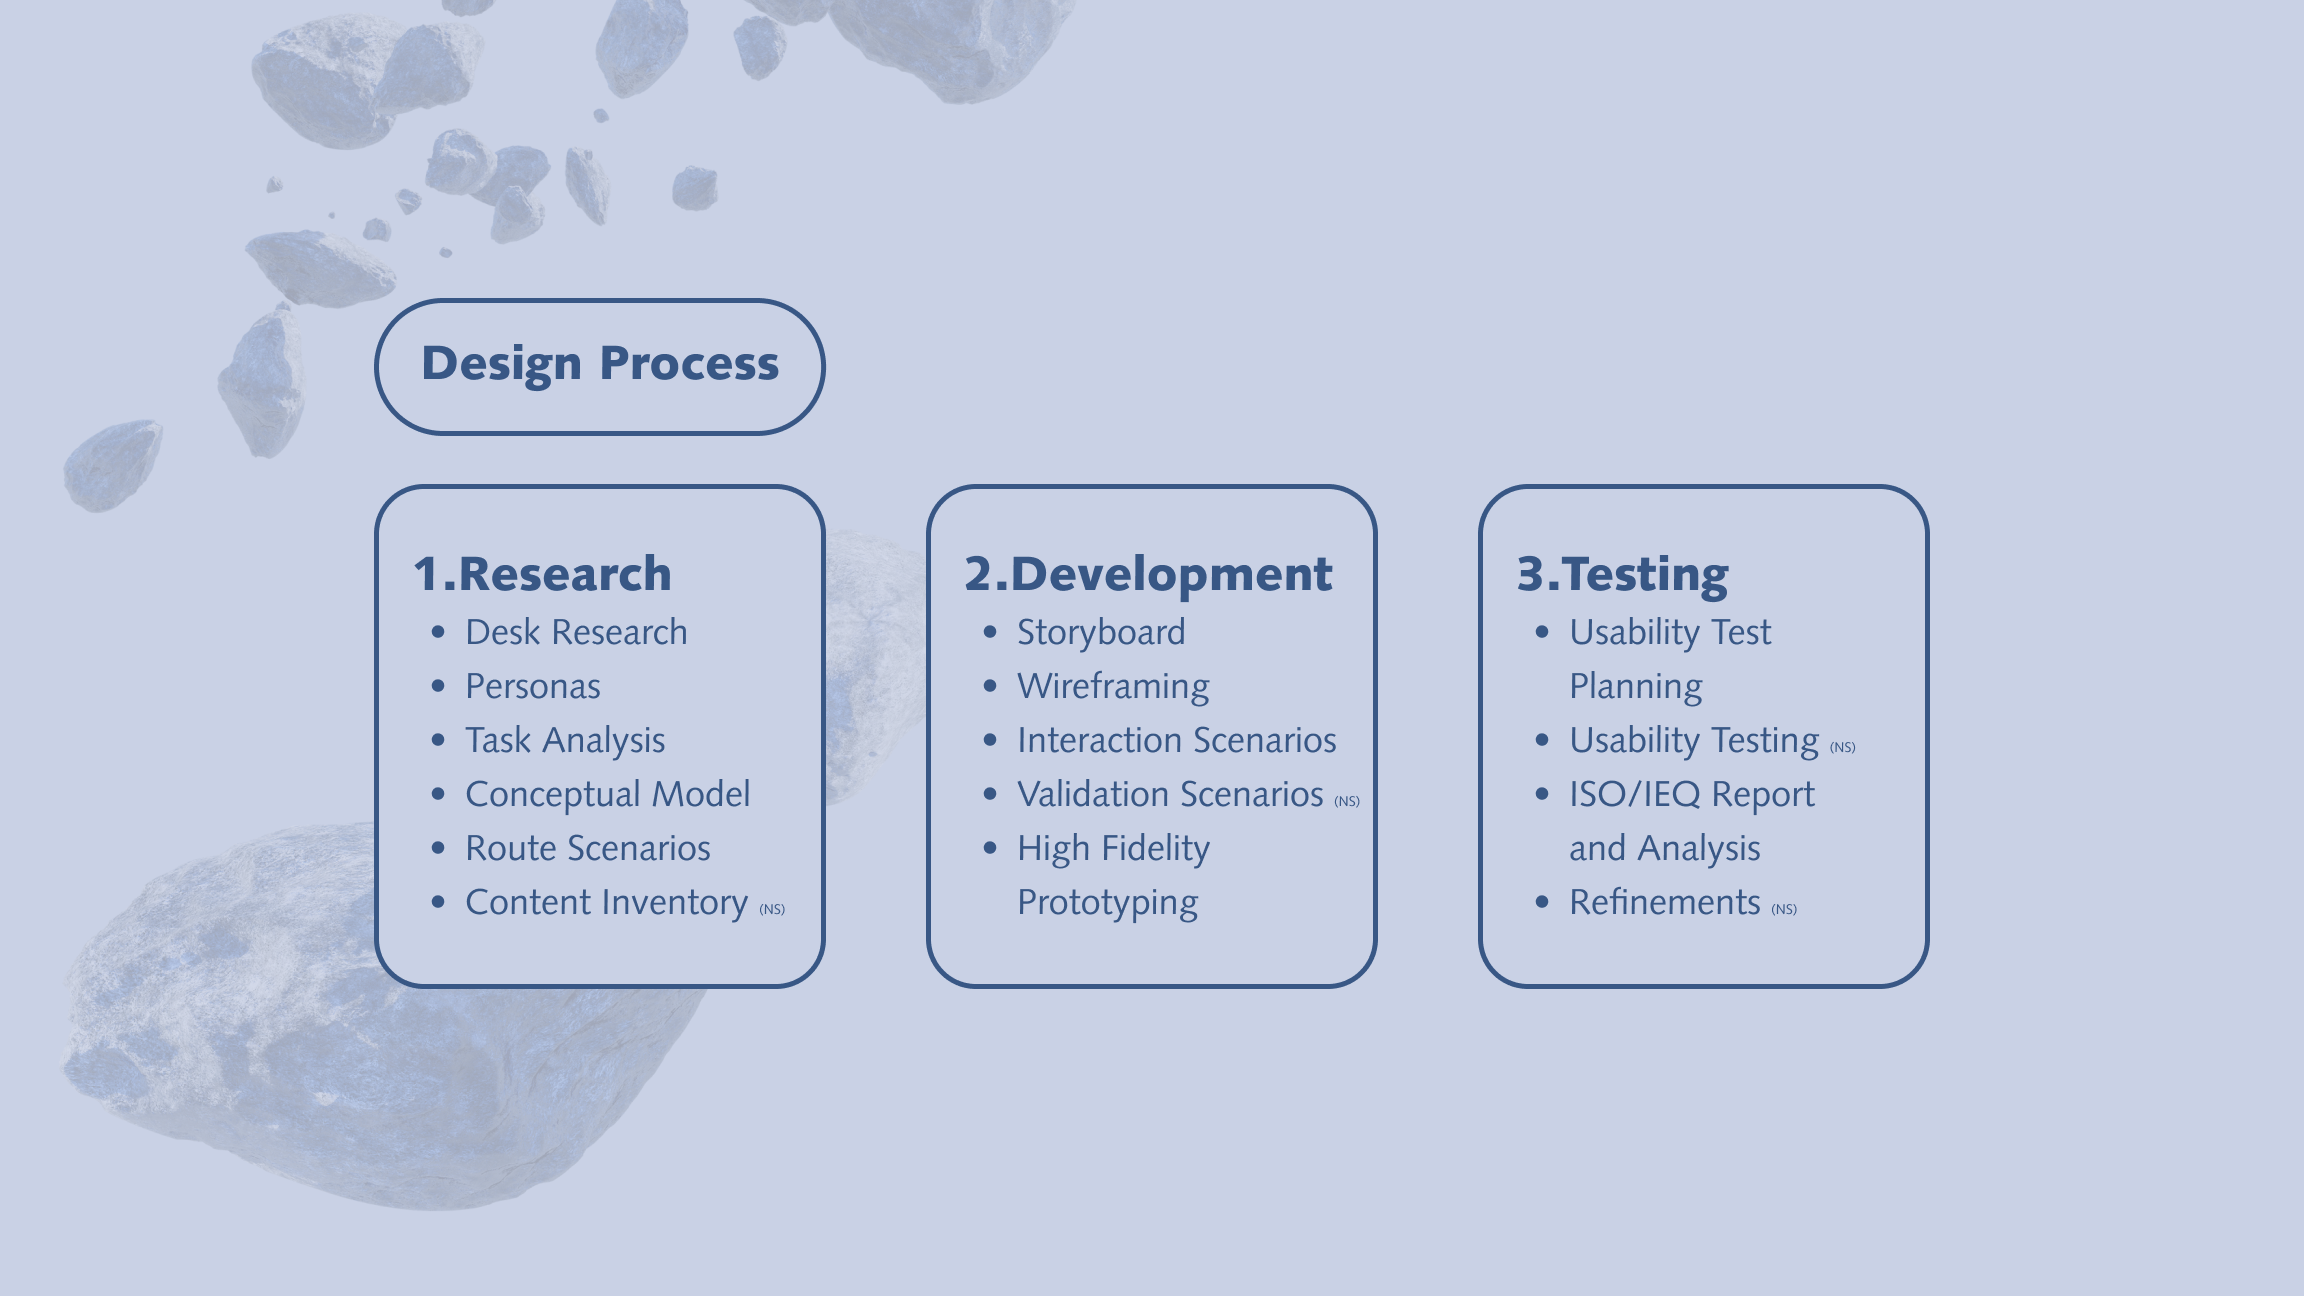 Design Process
1.Research
• Desk Research
• Personas
• Task Analysis
• Conceptual Model
• Route Scenarios
• Content Inventory (NS)
2.Development
• Storyboard
• Wireframing
• Interaction Scenarios
• Validation Scenarios (NS)
• High Fidelity
Prototyping
3.Testing
• Usability Test
Planning
• Usability Testing (NS)
• ISO/IEQ Report
and Analysis
• Refinements (NS)